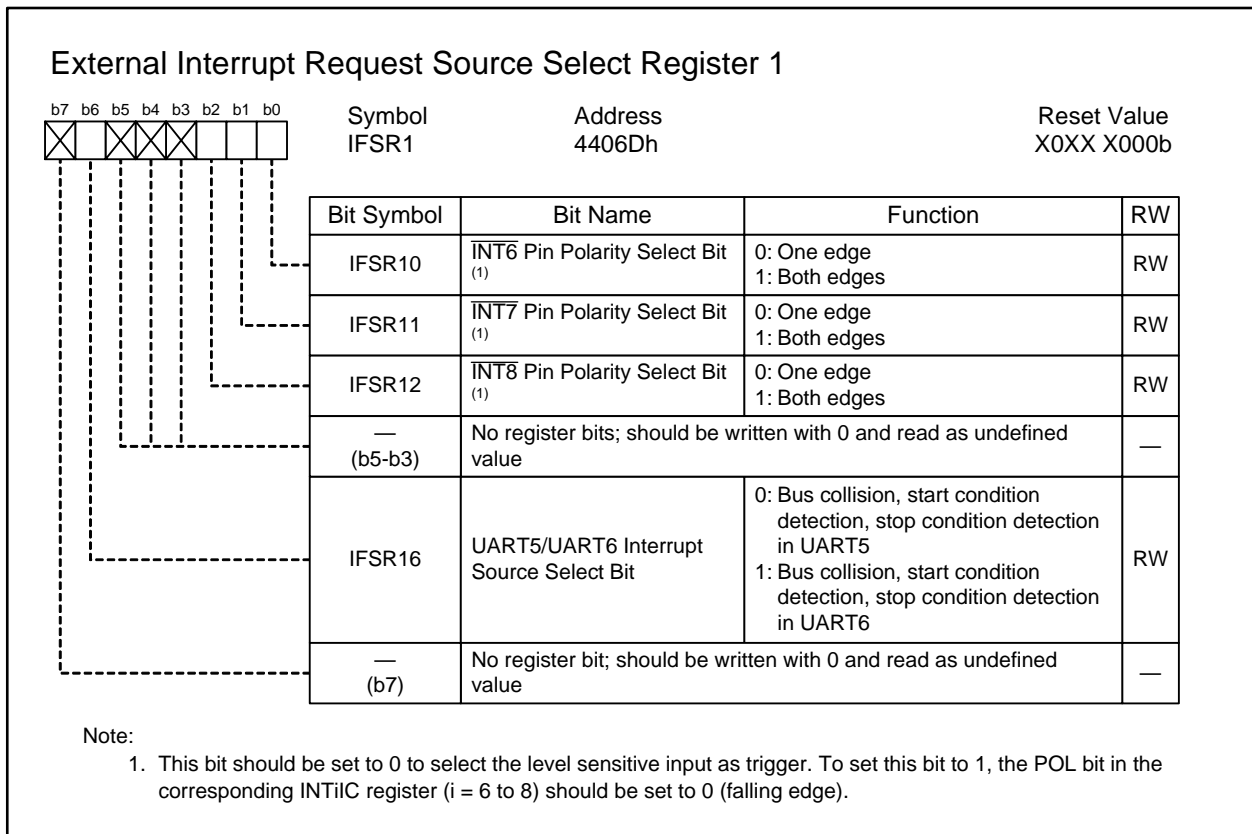 External Interrupt Request Source Select Register 1
b7 b6 b5 b4 b3 b2 b1 b0
Symbol Address Reset Value
IFSR1 4406Dh X0XX X000b
Bit Symbol Bit Name Function RW
IFSR10 INT6 Pin Polarity Select Bit (1) 0: One edge 1: Both edges RW
IFSR11 INT7 Pin Polarity Select Bit (1) 0: One edge 1: Both edges RW
IFSR12 INT8 Pin Polarity Select Bit (1) 0: One edge 1: Both edges RW
— (b5-b3) No register bits; should be written with 0 and read as undefined value —
IFSR16 UART5/UART6 Interrupt Source Select Bit 0: Bus collision, start condition detection, stop condition detection in UART5 1: Bus collision, start condition detection, stop condition detection in UART6 RW
— (b7) No register bit; should be written with 0 and read as undefined value —
Note:
1. This bit should be set to 0 to select the level sensitive input as trigger. To set this bit to 1, the POL bit in the
corresponding INTiIC register (i = 6 to 8) should be set to 0 (falling edge).